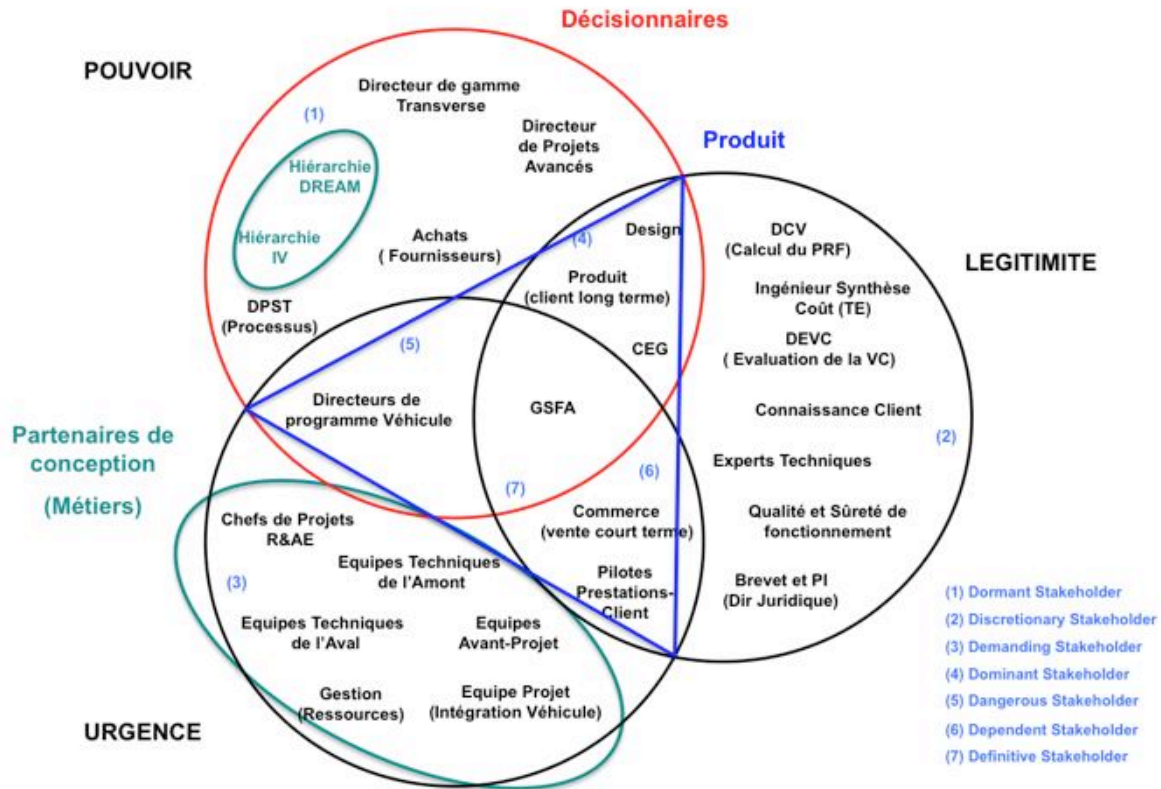 Décisionnaires
POUVOIR
Directeur de gamme
Transverse
(1)
Directeur
de Projets
Avancés
Produit
Hiérarchie
DREAM
Hiérarchie
IV
Achats
( Fournisseurs)
DPST
(Processus)
(4)
Design
Produit
(client long terme)
CEG
(5)
Directeurs de
programme Véhicule
GSFA
DCV
(Calcul du PRF)
LEGITIMITE
Ingénieur Synthèse
Coût (TE)
DEVC
( Evaluation de la VC)
Connaissance Client
(2)
Experts Techniques
Qualité et Sûreté de
fonctionnement
Brevet et PI
(Dir Juridique)
(6)
(7)
Commerce
(vente court terme)
Pilotes
Prestations-
Client
Partenaires de
conception
(Métiers)
Chefs de Projets
R&AE
(3)
Equipes Techniques
de l'Amont
Equipes Techniques
de l'Aval
Equipes
Avant-Projet
Gestion
(Ressources)
Equipe Projet
(Intégration Véhicule)
URGENCE
(1) Dormant Stakeholder
(2) Discretionary Stakeholder
(3) Demanding Stakeholder
(4) Dominant Stakeholder
(5) Dangerous Stakeholder
(6) Dependent Stakeholder
(7) Definitive Stakeholder